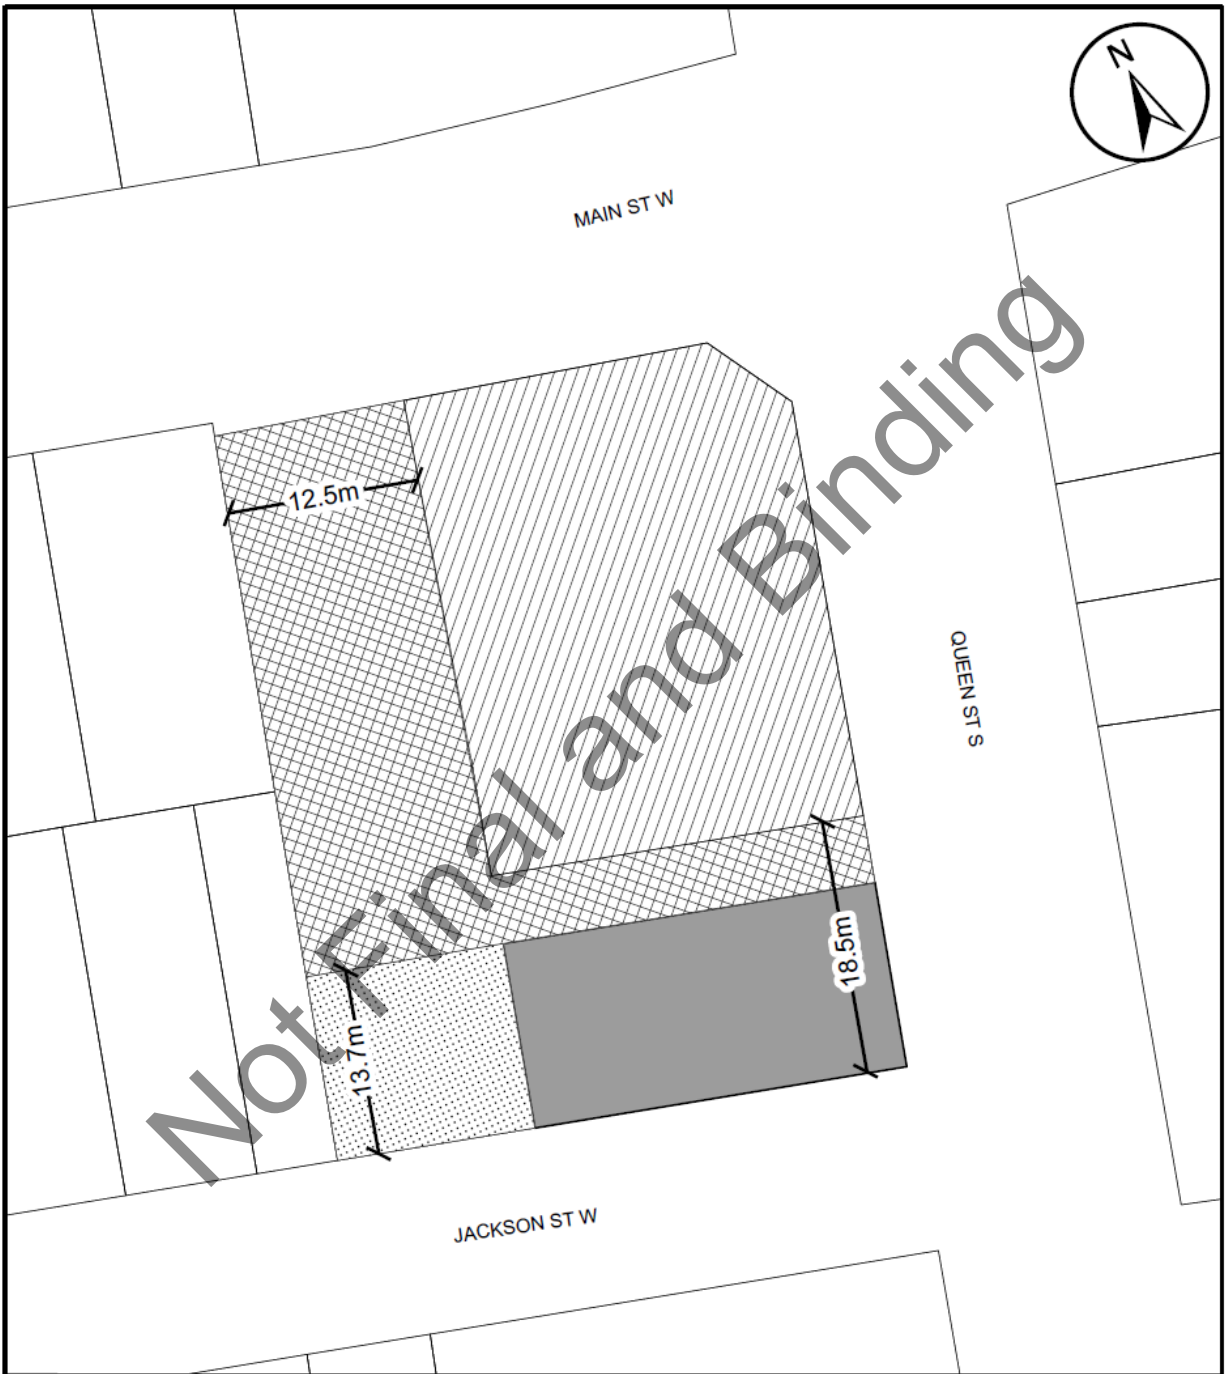 N
MAIN ST W
12.5m
QUEEN ST S
18.5m
13.7m
JACKSON ST W
Not Final and Binding